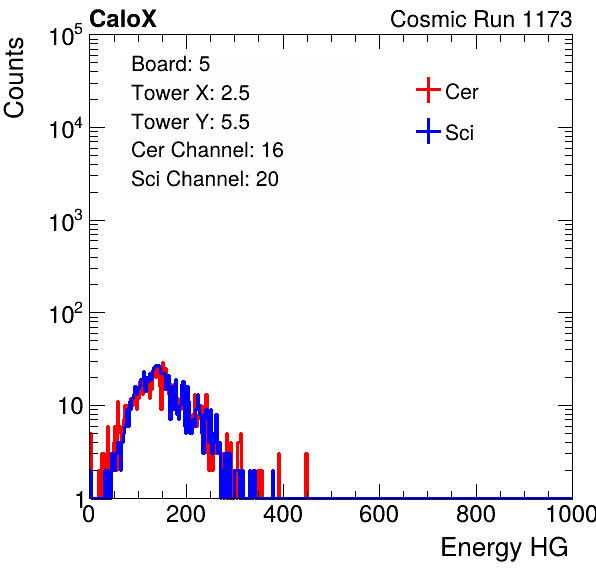 CaloX Cosmic Run 1173
Counts
10^5
10^4
10^3
10^2
10
1
Board: 5
Tower X: 2.5
Tower Y: 5.5
Cer Channel: 16
Sci Channel: 20
Cer
Sci
0 200 400 600 800 1000
Energy HG